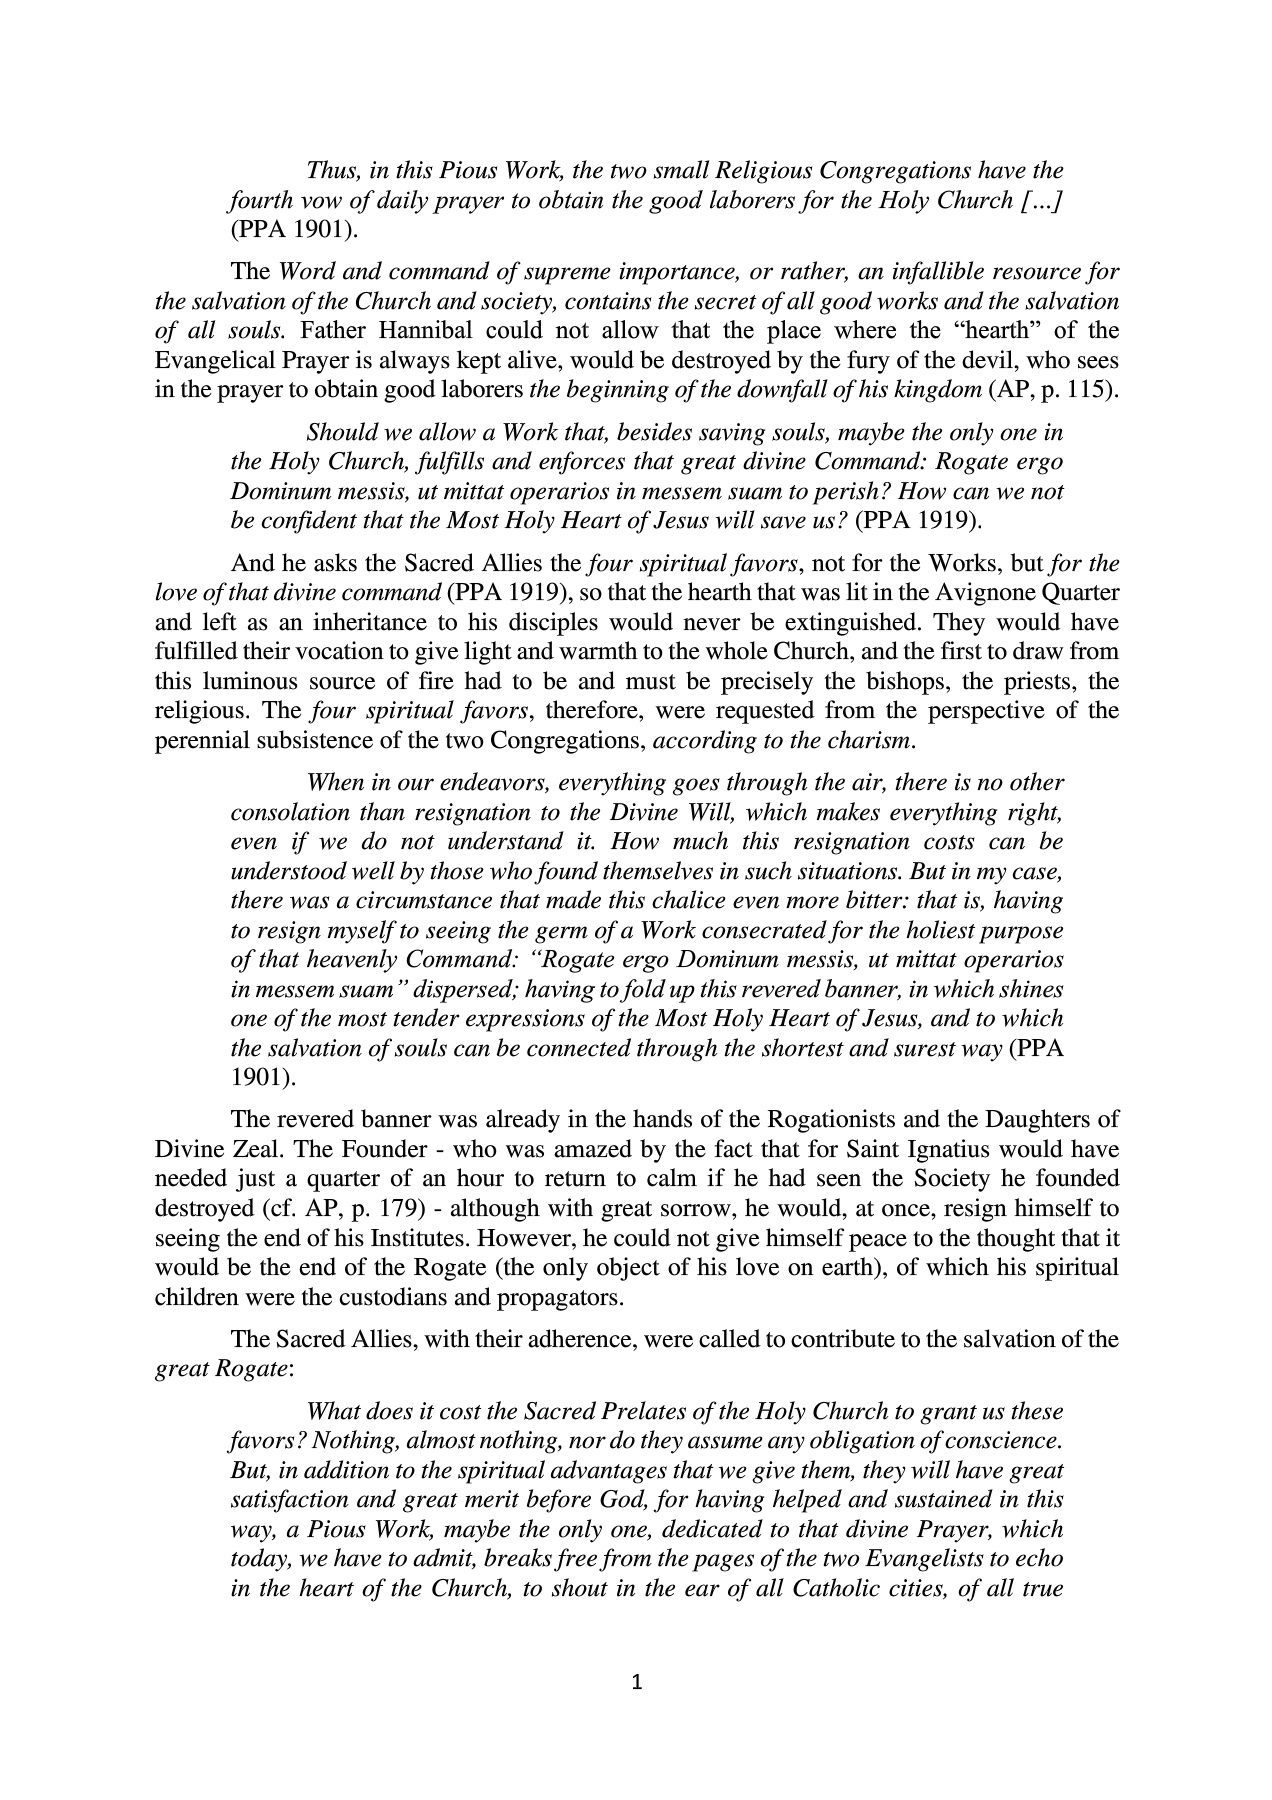 Thus, in this Pious Work, the two small Religious Congregations have the
fourth vow of daily prayer to obtain the good laborers for the Holy Church [...]
(PPA 1901).
The Word and command of supreme importance, or rather, an infallible resource for
the salvation of the Church and society, contains the secret of all good works and the salvation
of all souls. Father Hannibal could not allow that the place where the “hearth” of the
Evangelical Prayer is always kept alive, would be destroyed by the fury of the devil, who sees
in the prayer to obtain good laborers the beginning of the downfall of his kingdom (AP, p. 115).
Should we allow a Work that, besides saving souls, maybe the only one in
the Holy Church, fulfills and enforces that great divine Command: Rogate ergo
Dominum messis, ut mittat operarios in messem suam to perish? How can we not
be confident that the Most Holy Heart of Jesus will save us? (PPA 1919).
And he asks the Sacred Allies the four spiritual favors, not for the Works, but for the
love of that divine command (PPA 1919), so that the hearth that was lit in the Avignone Quarter
and left as an inheritance to his disciples would never be extinguished. They would have
fulfilled their vocation to give light and warmth to the whole Church, and the first to draw from
this luminous source of fire had to be and must be precisely the bishops, the priests, the
religious. The four spiritual favors, therefore, were requested from the perspective of the
perennial subsistence of the two Congregations, according to the charism.
When in our endeavors, everything goes through the air, there is no other
consolation than resignation to the Divine Will, which makes everything right,
even if we do not understand it. How much this resignation costs can be
understood well by those who found themselves in such situations. But in my case,
there was a circumstance that made this chalice even more bitter: that is, having
to resign myself to seeing the germ of a Work consecrated for the holiest purpose
of that heavenly Command: “Rogate ergo Dominum messis, ut mittat operarios
in messem suam” dispersed; having to fold up this revered banner, in which shines
one of the most tender expressions of the Most Holy Heart of Jesus, and to which
the salvation of souls can be connected through the shortest and surest way (PPA
1901).
The revered banner was already in the hands of the Rogationists and the Daughters of
Divine Zeal. The Founder - who was amazed by the fact that for Saint Ignatius would have
needed just a quarter of an hour to return to calm if he had seen the Society he founded
destroyed (cf. AP, p. 179) - although with great sorrow, he would, at once, resign himself to
seeing the end of his Institutes. However, he could not give himself peace to the thought that it
would be the end of the Rogate (the only object of his love on earth), of which his spiritual
children were the custodians and propagators.
The Sacred Allies, with their adherence, were called to contribute to the salvation of the
great Rogate:
What does it cost the Sacred Prelates of the Holy Church to grant us these
favors? Nothing, almost nothing, nor do they assume any obligation of conscience.
But, in addition to the spiritual advantages that we give them, they will have great
satisfaction and great merit before God, for having helped and sustained in this
way, a Pious Work, maybe the only one, dedicated to that divine Prayer, which
today, we have to admit, breaks free from the pages of the two Evangelists to echo
in the heart of the Church, to shout in the ear of all Catholic cities, of all true
1